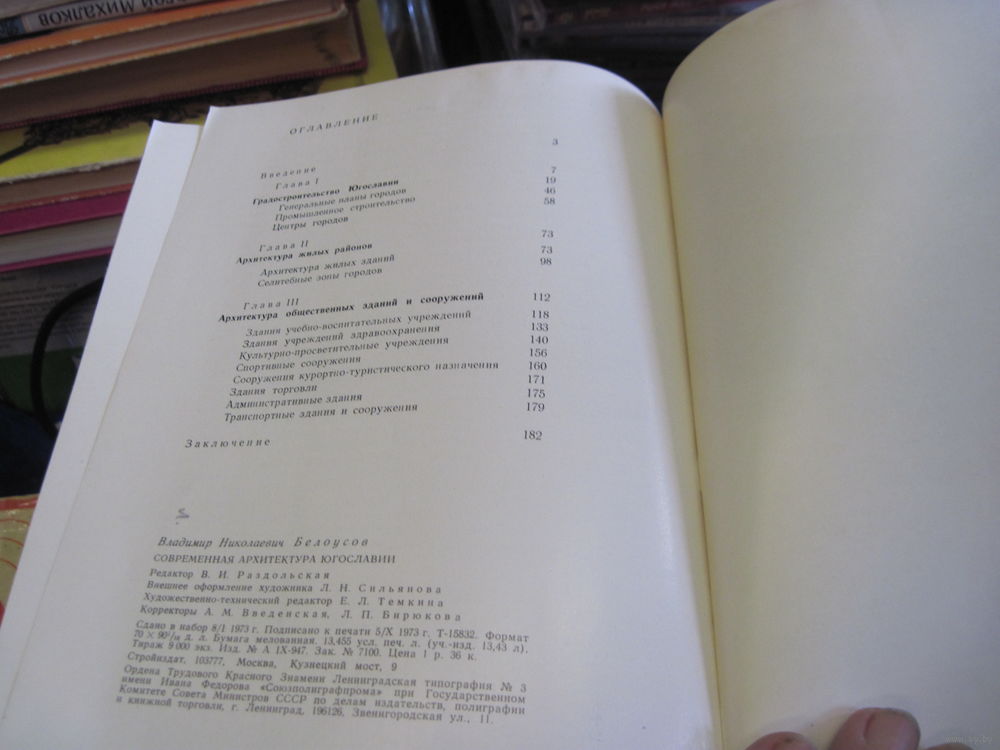 МИХАЛКОВ
ОГЛАВЛЕНИЕ
Введение 3
Глава I
Градостроительство Югославии 7
Генеральные планы городов 19
Промышленное строительство 46
Центры городов 58
Глава II
Архитектура жилых районов 73
Архитектура жилых зданий 73
Селитебные зоны городов 98
Глава III
Архитектура общественных зданий и сооружений 112
Здания учебно-воспитательных учреждений 118
Здания учреждений здравоохранения 133
Культурно-просветительные учреждения 140
Спортивные сооружения 156
Сооружения курортно-туристического назначения 160
Здания торговли 171
Административные здания 175
Транспортные здания и сооружения 179
Заключение 182
Владимир Николаевич Белоусов
СОВРЕМЕННАЯ АРХИТЕКТУРА ЮГОСЛАВИИ
Редактор В. И. Раздольская
Внешнее оформление художника Л. Н. Сильянова
Художественно-технический редактор Е. Л. Темкина
Корректоры А. М. Введенская, Л. П. Бирюкова
Сдано в набор 8/I 1973 г. Подписано к печати 5/X 1973 г. Т-15832. Формат
70 × 90¹/₁₆ д. л. Бумага мелованная. 13,455 усл. печ. л. (уч.-изд. 13,43 л).
Тираж 9 000 экз. Изд. № А IX-947. Зак. № 7100. Цена 1 р. 36 к.
Стройиздат, 103777, Москва, Кузнецкий мост, 9
Ордена Трудового Красного Знамени Ленинградская типография № 3
имени Ивана Федорова «Союзполиграфпрома» при Государственном
Комитете Совета Министров СССР по делам издательств, полиграфии
и книжной торговли, г. Ленинград, 196126, Звенигородская ул., 11.